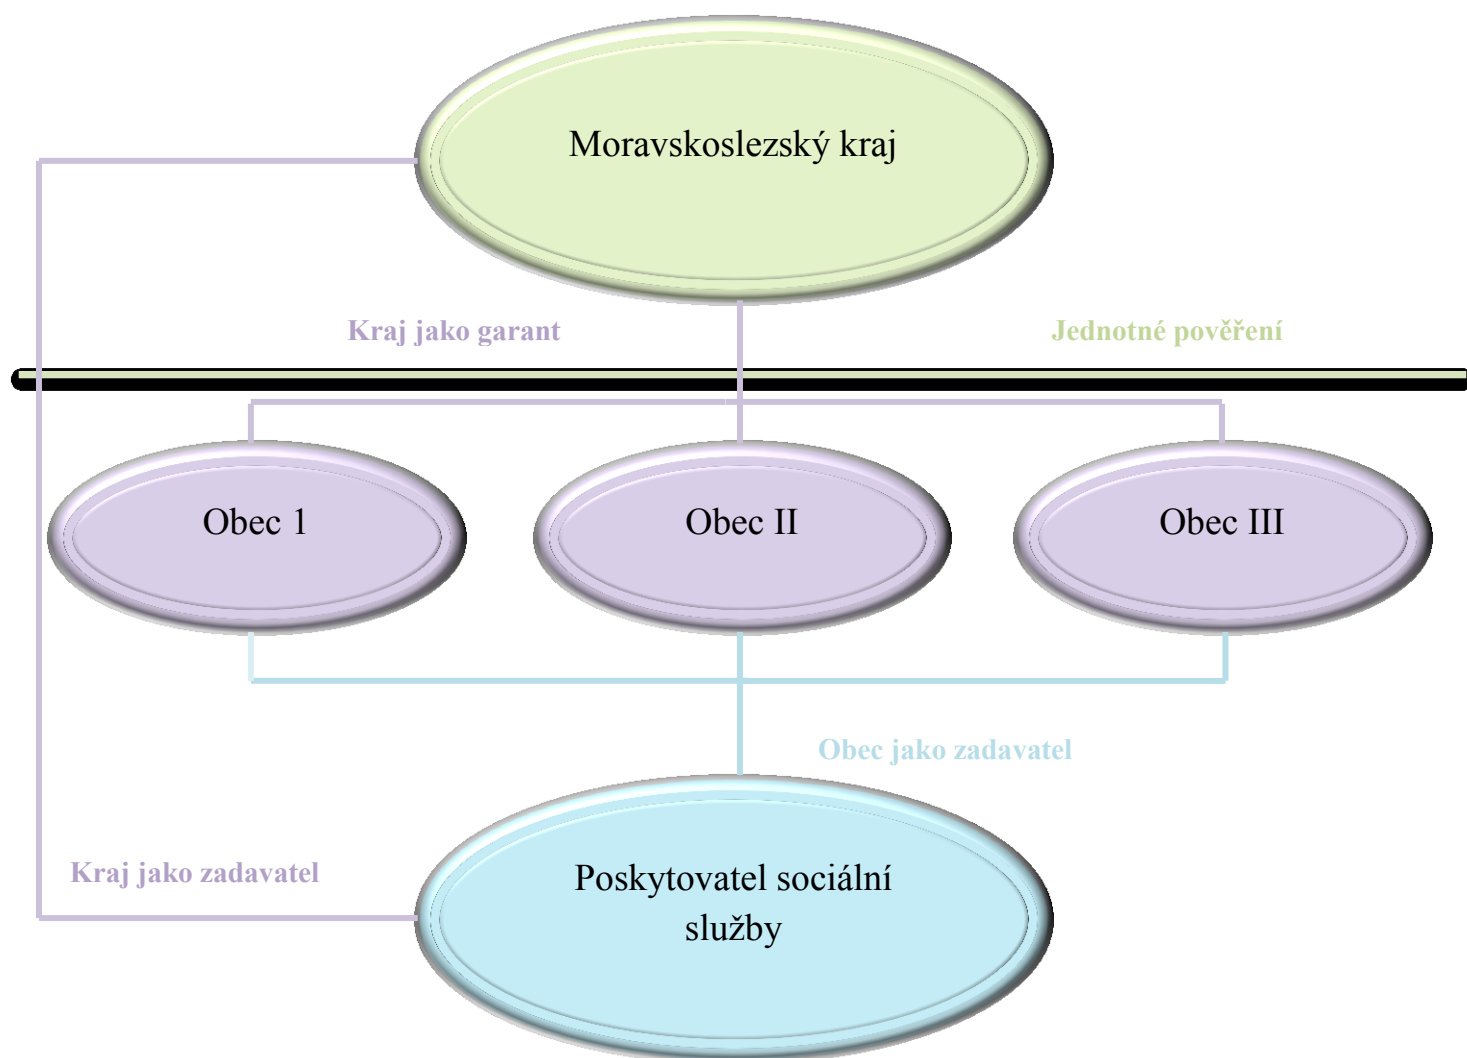 Moravskoslezský kraj
Kraj jako garant
Jednotné pověření
Obec 1
Obec II
Obec III
Obec jako zadavatel
Kraj jako zadavatel
Poskytovatel sociální
služby